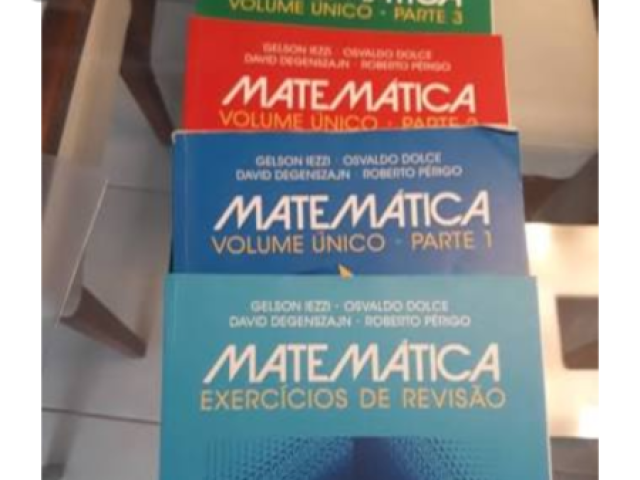 VOLUME ÚNICO · PARTE 3
GELSON IEZZI · OSVALDO DOLCE
DAVID DEGENSZAJN · ROBERTO PÉRIGO
MATEMÁTICA
VOLUME ÚNICO · PARTE 2
GELSON IEZZI · OSVALDO DOLCE
DAVID DEGENSZAJN · ROBERTO PÉRIGO
MATEMÁTICA
VOLUME ÚNICO · PARTE 1
GELSON IEZZI · OSVALDO DOLCE
DAVID DEGENSZAJN · ROBERTO PÉRIGO
MATEMÁTICA
EXERCÍCIOS DE REVISÃO